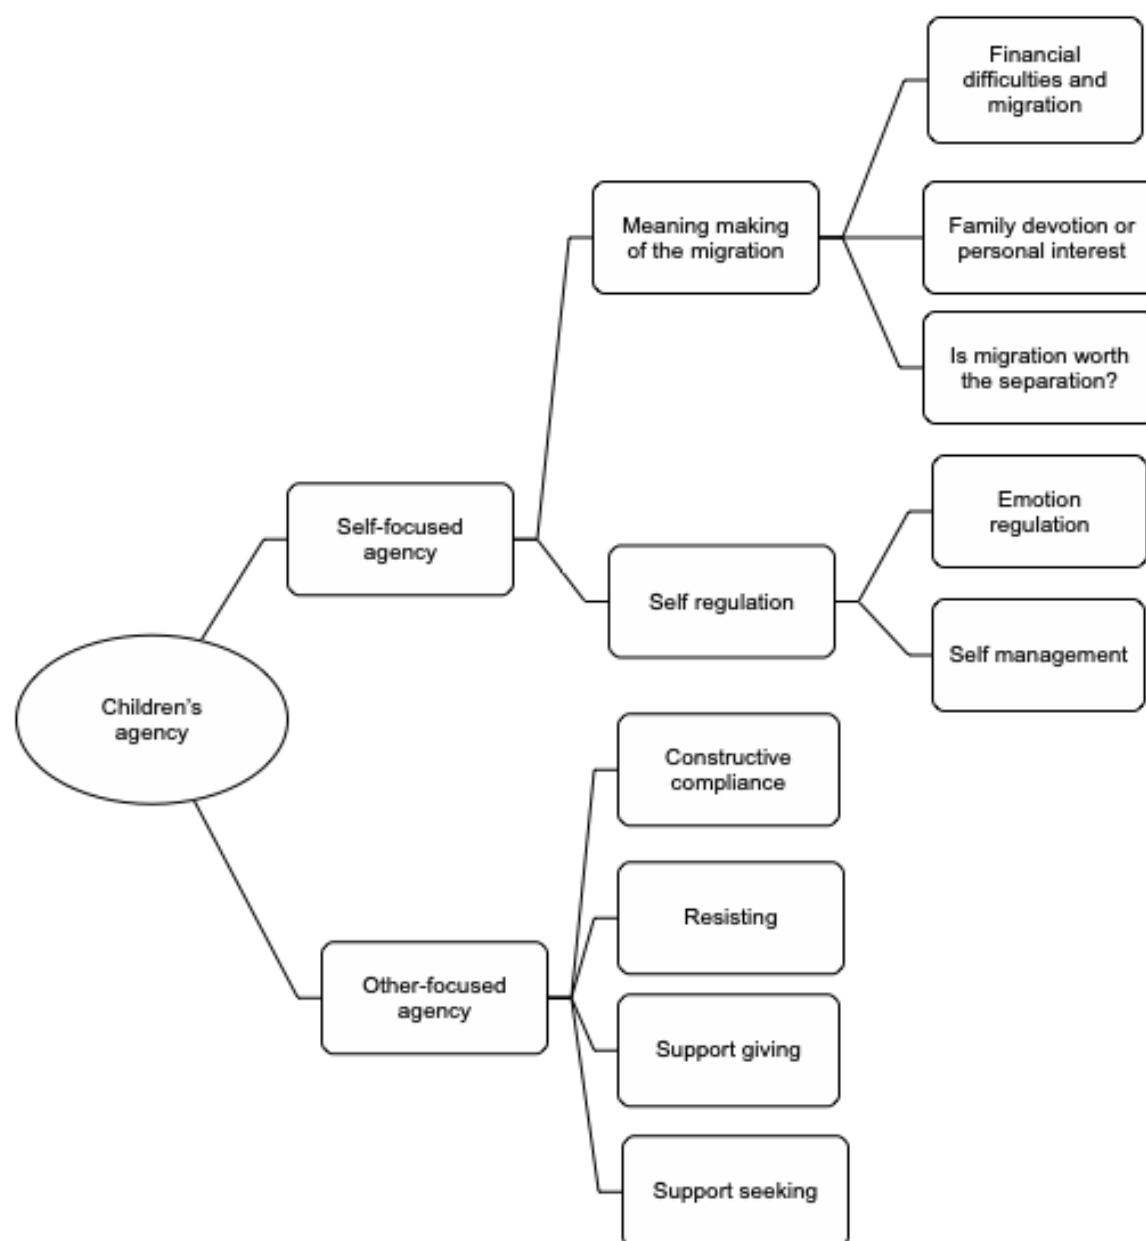 Financial
difficulties and
migration
Meaning making
of the migration
Family devotion or
personal interest
Is migration worth
the separation?
Self-focused
agency
Emotion
regulation
Self regulation
Self management
Children's
agency
Constructive
compliance
Resisting
Other-focused
agency
Support giving
Support seeking